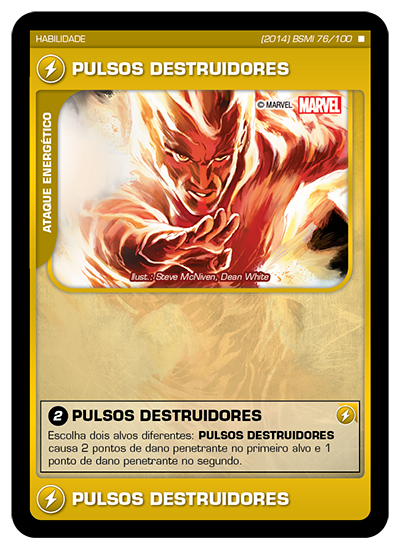 HABILIDADE (2014) BSMI 76/100
PULSOS DESTRUIDORES
ATAQUE ENERGÉTICO
© MARVEL MARVEL
Ilust.: Steve McNiven, Dean White
2 PULSOS DESTRUIDORES
Escolha dois alvos diferentes: PULSOS DESTRUIDORES
causa 2 pontos de dano penetrante no primeiro alvo e 1
ponto de dano penetrante no segundo.
PULSOS DESTRUIDORES